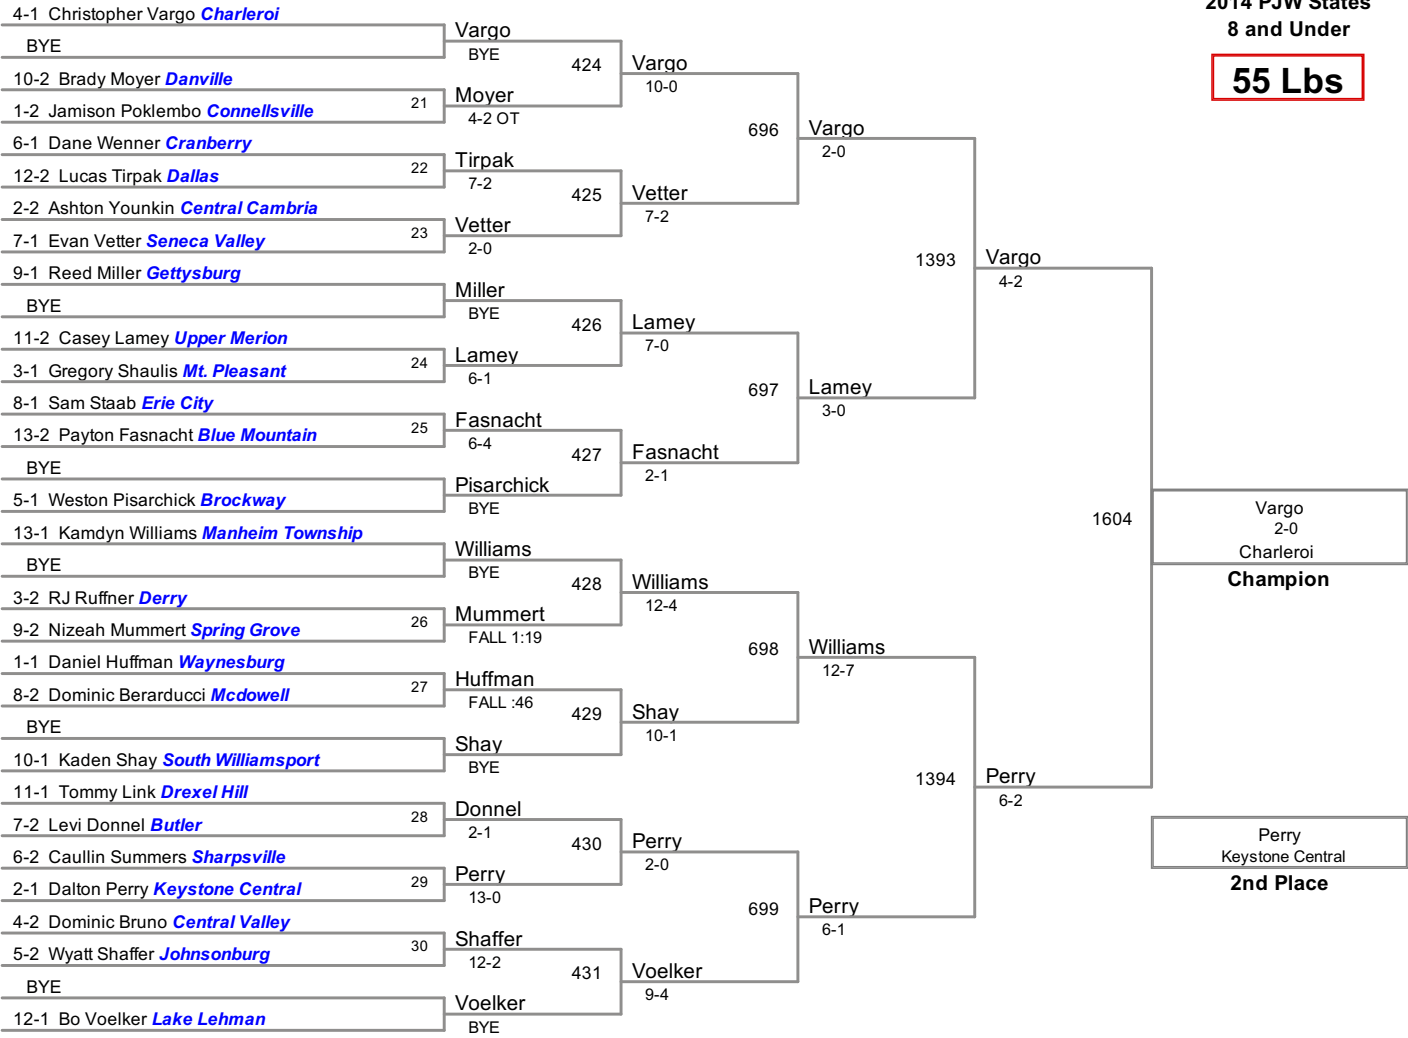 2014 PJW States
8 and Under
55 Lbs
4-1 Christopher Vargo Charleroi
BYE
10-2 Brady Moyer Danville
1-2 Jamison Poklembo Connellsville
6-1 Dane Wenner Cranberry
12-2 Lucas Tirpak Dallas
2-2 Ashton Younkin Central Cambria
7-1 Evan Vetter Seneca Valley
9-1 Reed Miller Gettysburg
BYE
11-2 Casey Lamey Upper Merion
3-1 Gregory Shaulis Mt. Pleasant
8-1 Sam Staab Erie City
13-2 Payton Fasnacht Blue Mountain
BYE
5-1 Weston Pisarchick Brockway
13-1 Kamdyn Williams Manheim Township
BYE
3-2 RJ Ruffner Derry
9-2 Nizeah Mummert Spring Grove
1-1 Daniel Huffman Waynesburg
8-2 Dominic Berarducci Mcdowell
BYE
10-1 Kaden Shay South Williamsport
11-1 Tommy Link Drexel Hill
7-2 Levi Donnel Butler
6-2 Caullin Summers Sharpsville
2-1 Dalton Perry Keystone Central
4-2 Dominic Bruno Central Valley
5-2 Wyatt Shaffer Johnsonburg
BYE
12-1 Bo Voelker Lake Lehman
21
22
23
24
25
26
27
28
29
30
Vargo
BYE
Moyer
4-2 OT
Tirpak
7-2
Vetter
2-0
Miller
BYE
Lamey
6-1
Fasnacht
6-4
Pisarchick
BYE
Williams
BYE
Mummert
FALL 1:19
Huffman
FALL :46
Shay
BYE
Donnel
2-1
Perry
13-0
Shaffer
12-2
Voelker
BYE
424
425
426
427
428
429
430
431
Vargo
10-0
Vetter
7-2
Lamey
7-0
Fasnacht
2-1
Williams
12-4
Shay
10-1
Perry
2-0
Voelker
9-4
696
697
698
699
Vargo
2-0
Lamey
3-0
Williams
12-7
Perry
6-1
1393
1394
Vargo
4-2
Perry
6-2
1604
Vargo
2-0
Charleroi
Champion
Perry
Keystone Central
2nd Place